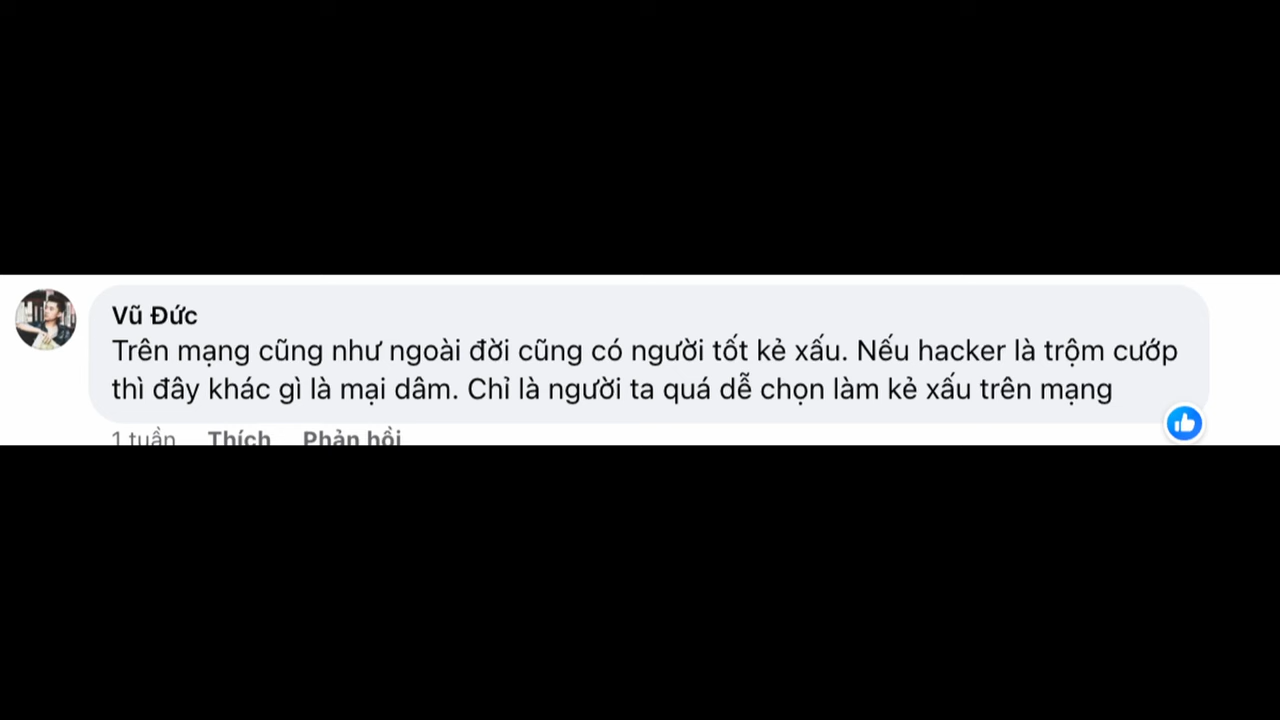 Vũ Đức
Trên mạng cũng như ngoài đời cũng có người tốt kẻ xấu. Nếu hacker là trộm cướp
thì đây khác gì là mại dâm. Chỉ là người ta quá dễ chọn làm kẻ xấu trên mạng
1 tuần Thích Phản hồi